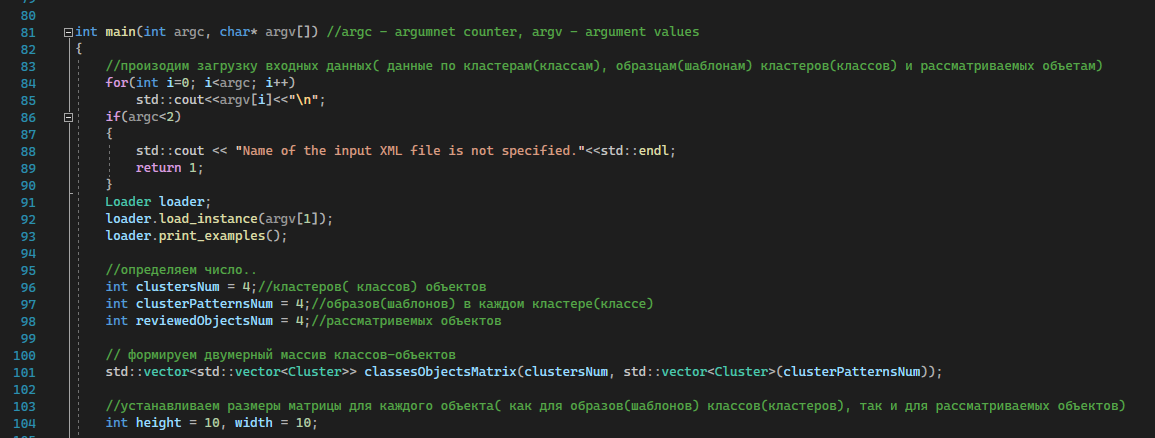 80
81 int main(int argc, char* argv[]) //argc - argumnet counter, argv - argument values
82 {
83 //произодим загрузку входных данных( данные по кластерам(классам), образцам(шаблонам) кластеров(классов) и рассматриваемых объетам)
84 for(int i=0; i<argc; i++)
85 std::cout<<argv[i]<<"\n";
86 if(argc<2)
87 {
88 std::cout << "Name of the input XML file is not specified."<<std::endl;
89 return 1;
90 }
91 Loader loader;
92 loader.load_instance(argv[1]);
93 loader.print_examples();
94
95 //определяем число..
96 int clustersNum = 4;//кластеров( классов) объектов
97 int clusterPatternsNum = 4;//образов(шаблонов) в каждом кластере(классе)
98 int reviewedObjectsNum = 4;//рассматривемых объектов
99
100 // формируем двумерный массив классов-объектов
101 std::vector<std::vector<Cluster>> classesObjectsMatrix(clustersNum, std::vector<Cluster>(clusterPatternsNum));
102
103 //устанавливаем размеры матрицы для каждого объекта( как для образов(шаблонов) классов(кластеров), так и для рассматриваемых объектов)
104 int height = 10, width = 10;